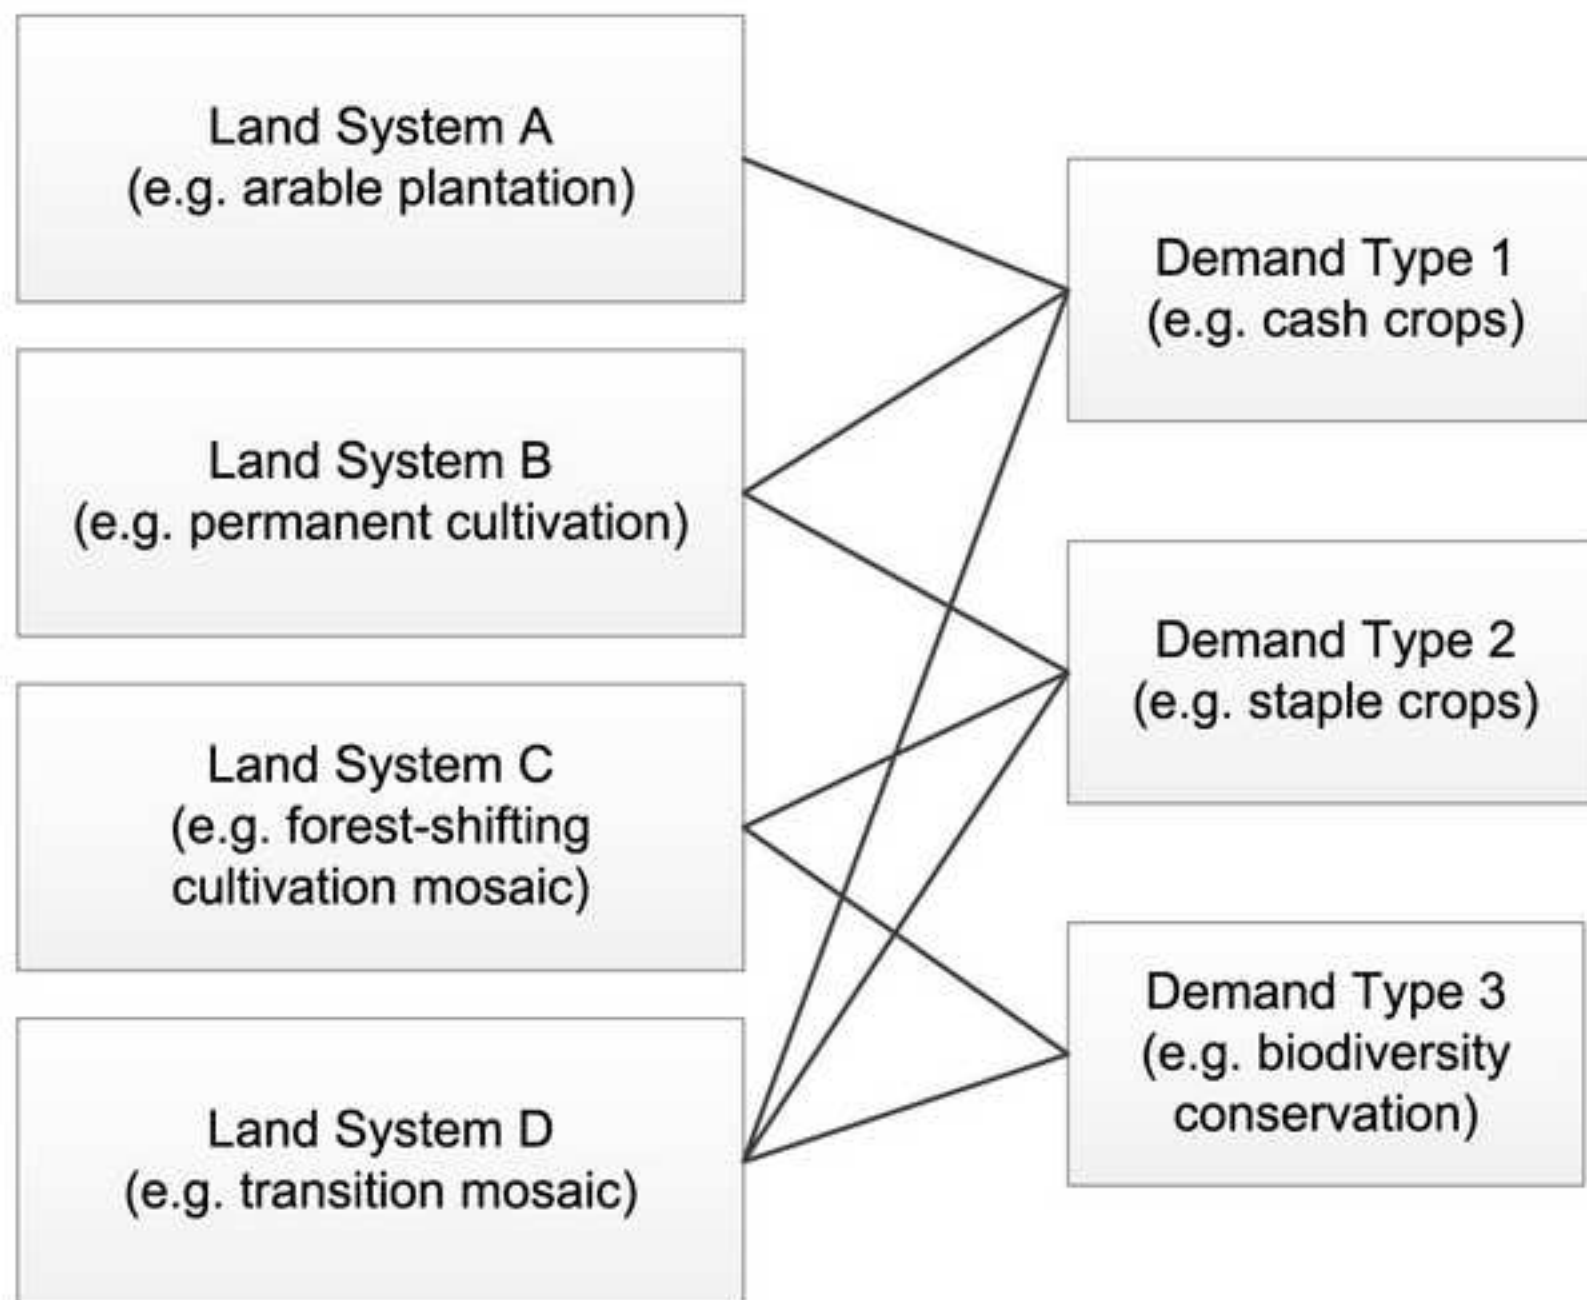 Land System A
(e.g. arable plantation)
Land System B
(e.g. permanent cultivation)
Land System C
(e.g. forest-shifting
cultivation mosaic)
Land System D
(e.g. transition mosaic)
Demand Type 1
(e.g. cash crops)
Demand Type 2
(e.g. staple crops)
Demand Type 3
(e.g. biodiversity
conservation)